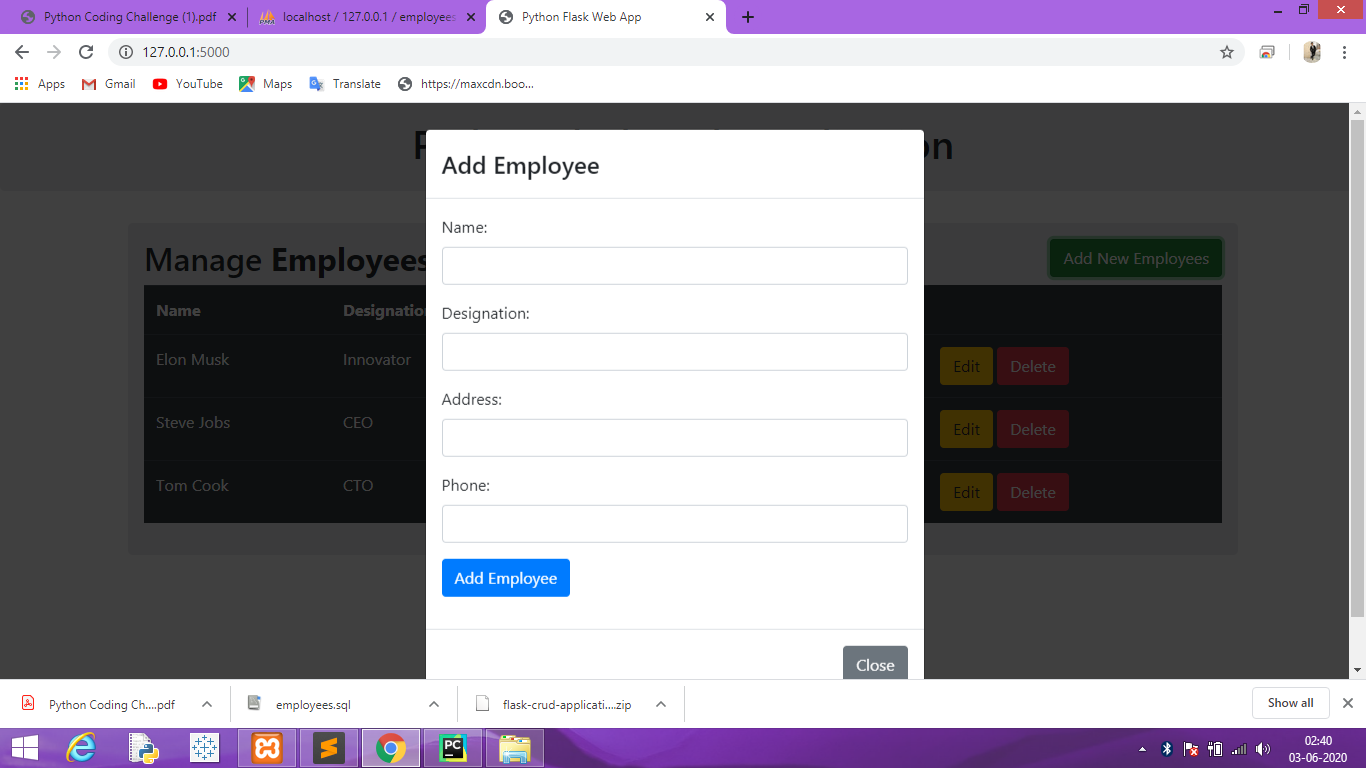 Python Coding Challenge (1).pdf
localhost / 127.0.0.1 / employees
Python Flask Web App
127.0.0.1:5000
Apps Gmail YouTube Maps Translate https://maxcdn.boo...
on
Add Employee
Name:
Manage Employees
Add New Employees
Name Designation
Designation:
Elon Musk Innovator Edit Delete
Address:
Steve Jobs CEO Edit Delete
Phone:
Tom Cook CTO Edit Delete
Add Employee
Close
Python Coding Ch....pdf employees.sql flask-crud-applicati....zip Show all
PC
02:40
03-06-2020